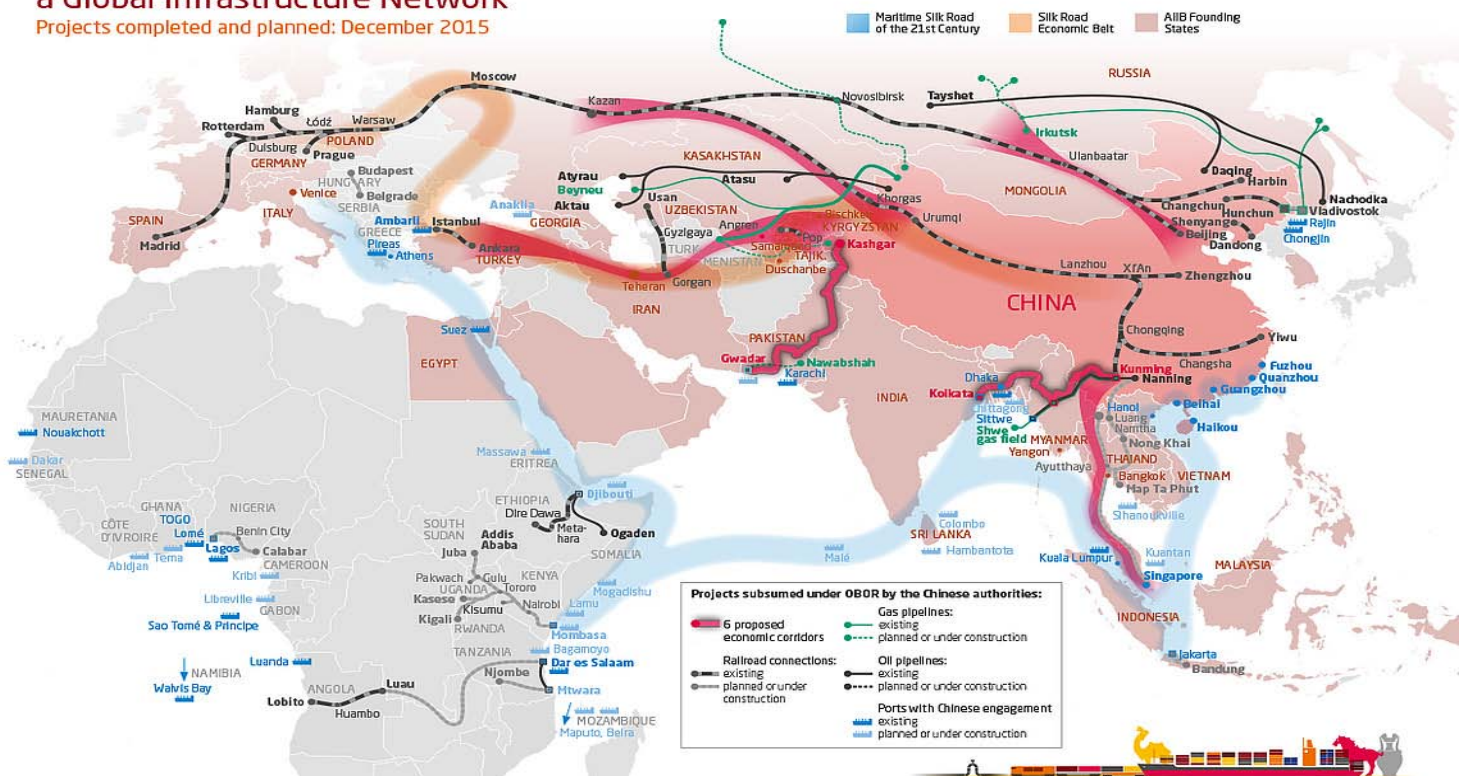 a Global Infrastructure Network
Projects completed and planned: December 2015
Maritime Silk Road
of the 21st Century
Silk Road
Economic Belt
AIIB Founding
States
Moscow
RUSSIA
Kazan
Novosibirsk
Tayshet
Hamburg
Łódź
Warsaw
Rotterdam
POLAND
Duisburg
Prague
GERMANY
Irkutsk
Ulanbaatar
KASAKHSTAN
Atyrau
Atasu
Beyneu
Aktau
Usan
Khorgas
MONGOLIA
Daqing
Harbin
Changchun
Hunchun
Nachodka
Vladivostok
Shenyang
Rajin
Beijing
Dandong
Chongjin
Budapest
HUNGARY
Belgrade
SERBIA
Venice
ITALY
SPAIN
Madrid
Anaklia
GEORGIA
Ambarli
Istanbul
GREECE
Pireas
Athens
Ankara
TURKEY
UZBEKISTAN
Gyzlgaya
Angren
Bischkek
KYRGYZSTAN
Urumqi
TURK
MENISTAN
Samarqand
Pop
TAJIK.
Duschanbe
Kashgar
Teheran
Gorgan
IRAN
Lanzhou
Xi'An
Zhengzhou
CHINA
Suez
EGYPT
PAKISTAN
Gwadar
Nawabshah
Karachi
Chongqing
Yiwu
Changsha
Kunming
Nanning
Fuzhou
Quanzhou
Guangzhou
Beihai
Haikou
INDIA
Dhaka
Kolkata
Chittagong
Sittwe
Shwe
gas field
MYANMAR
Yangon
Hanoi
Luang
Namtha
Nong Khai
THAILAND
Ayutthaya
Bangkok
VIETNAM
Map Ta Phut
Sihanoukville
MAURETANIA
Nouakchott
Dakar
SENEGAL
Massawa
ERITREA
Djibouti
ETHIOPIA
Dire Dawa
Meta-
hara
Ogaden
Addis
Ababa
SOUTH
SUDAN
Juba
SOMALIA
GHANA
NIGERIA
TOGO
CÔTE
D'IVOIRE
Lomé
Benin City
Lagos
Tema
Abidjan
Calabar
CAMEROON
Kribi
Libreville
GABON
Sao Tomé & Principe
Pakwach
Gulu
KENYA
UGANDA
Tororo
Kasese
Kisumu
Nairobi
Lamu
Mogadishu
Kigali
RWANDA
Mombasa
Bagamoyo
TANZANIA
Dar es Salaam
Njombe
Mtwara
MOZAMBIQUE
Maputo, Beira
Luanda
NAMIBIA
Walvis Bay
ANGOLA
Luau
Lobito
Huambo
Malé
Colombo
SRI LANKA
Hambantota
Kuala Lumpur
Kuantan
MALAYSIA
Singapore
INDONESIA
Jakarta
Bandung
Projects subsumed under OBOR by the Chinese authorities:
6 proposed
economic corridors
Railroad connections:
existing
planned or under
construction
Gas pipelines:
existing
planned or under construction
Oil pipelines:
existing
planned or under construction
Ports with Chinese engagement
existing
planned or under construction